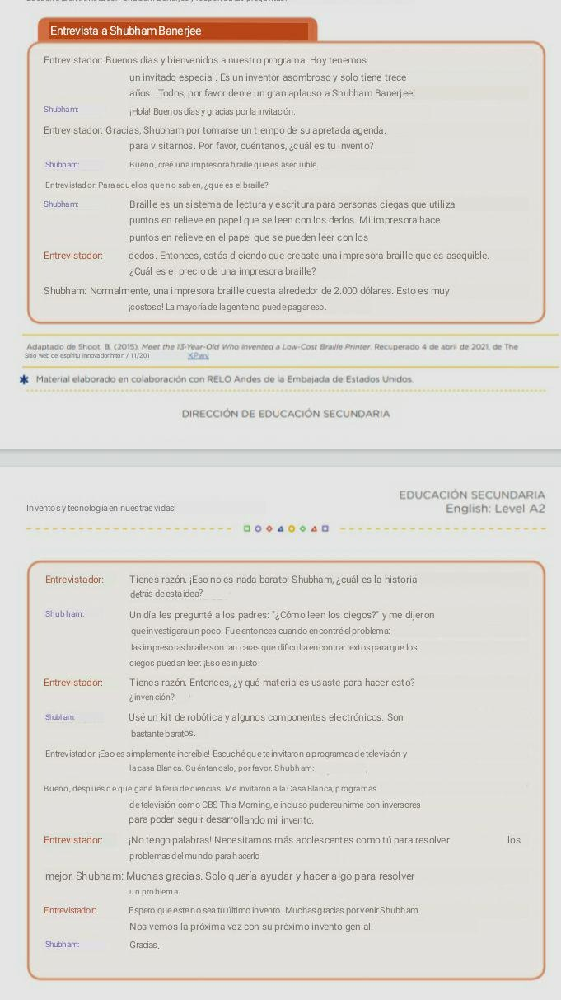 Entrevista a Shubham Banerjee
Entrevistador: Buenos días y bienvenidos a nuestro programa. Hoy tenemos
un invitado especial. Es un inventor asombroso y solo tiene trece
años. ¡Todos, por favor denle un gran aplauso a Shubham Banerjee!
Shubham: ¡Hola! Buenos días y gracias por la invitación.
Entrevistador: Gracias, Shubham por tomarse un tiempo de su apretada agenda.
para visitarnos. Por favor, cuéntanos, ¿cuál es tu invento?
Shubham: Bueno, creé una impresora braille que es asequible.
Entrevistador: Para aquellos que no saben, ¿qué es el braille?
Shubham: Braille es un sistema de lectura y escritura para personas ciegas que utiliza
puntos en relieve en papel que se leen con los dedos. Mi impresora hace
puntos en relieve en el papel que se pueden leer con los
Entrevistador: dedos. Entonces, estás diciendo que creaste una impresora braille que es asequible.
¿Cuál es el precio de una impresora braille?
Shubham: Normalmente, una impresora braille cuesta alrededor de 2.000 dólares. Esto es muy
¡costoso! La mayoría de la gente no puede pagar eso.
Adaptado de Shoot, B. (2015). Meet the 13-Year-Old Who Invented a Low-Cost Braille Printer. Recuperado 4 de abril de 2021, de The
Sitio web de espíritu innovador htton / 11/201 KPwv
* Material elaborado en colaboración con RELO Andes de la Embajada de Estados Unidos.
DIRECCIÓN DE EDUCACIÓN SECUNDARIA
EDUCACIÓN SECUNDARIA
Inventos y tecnología en nuestras vidas!
English: Level A2
Entrevistador: Tienes razón. ¡Eso no es nada barato! Shubham, ¿cuál es la historia
detrás de esta idea?
Shubham: Un día les pregunté a los padres: "¿Cómo leen los ciegos?" y me dijeron
que investigara un poco. Fue entonces cuando encontré el problema:
las impresoras braille son tan caras que dificulta encontrar textos para que los
ciegos puedan leer. ¡Eso es injusto!
Entrevistador: Tienes razón. Entonces, ¿y qué materiales usaste para hacer esto?
¿invención?
Shubham: Usé un kit de robótica y algunos componentes electrónicos. Son
bastante baratos.
Entrevistador: ¡Eso es simplemente increíble! Escuché que te invitaron a programas de televisión y
la casa Blanca. Cuéntanoslo, por favor. Shubham:
Bueno, después de que gané la feria de ciencias. Me invitaron a la Casa Blanca, programas
de televisión como CBS This Morning, e incluso pude reunirme con inversores
para poder seguir desarrollando mi invento.
Entrevistador: ¡No tengo palabras! Necesitamos más adolescentes como tú para resolver los
problemas del mundo para hacerlo
mejor. Shubham: Muchas gracias. Solo quería ayudar y hacer algo para resolver
un problema.
Entrevistador: Espero que este no sea tu último invento. Muchas gracias por venir Shubham.
Nos vemos la próxima vez con su próximo invento genial.
Shubham: Gracias.